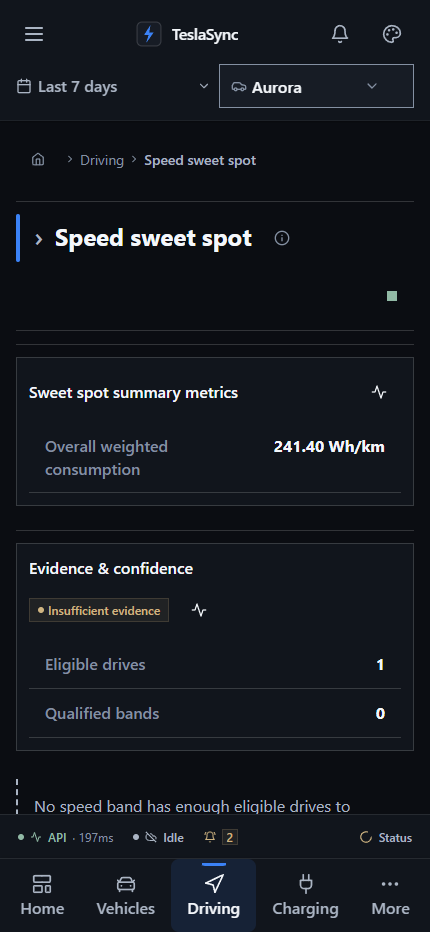 TeslaSync
Last 7 days
Aurora
Driving
Speed sweet spot
Speed sweet spot
Sweet spot summary metrics
Overall weighted
consumption
241.40 Wh/km
Evidence & confidence
Insufficient evidence
Eligible drives
1
Qualified bands
0
No speed band has enough eligible drives to
API · 197ms
Idle
2
Status
Home
Vehicles
Driving
Charging
More